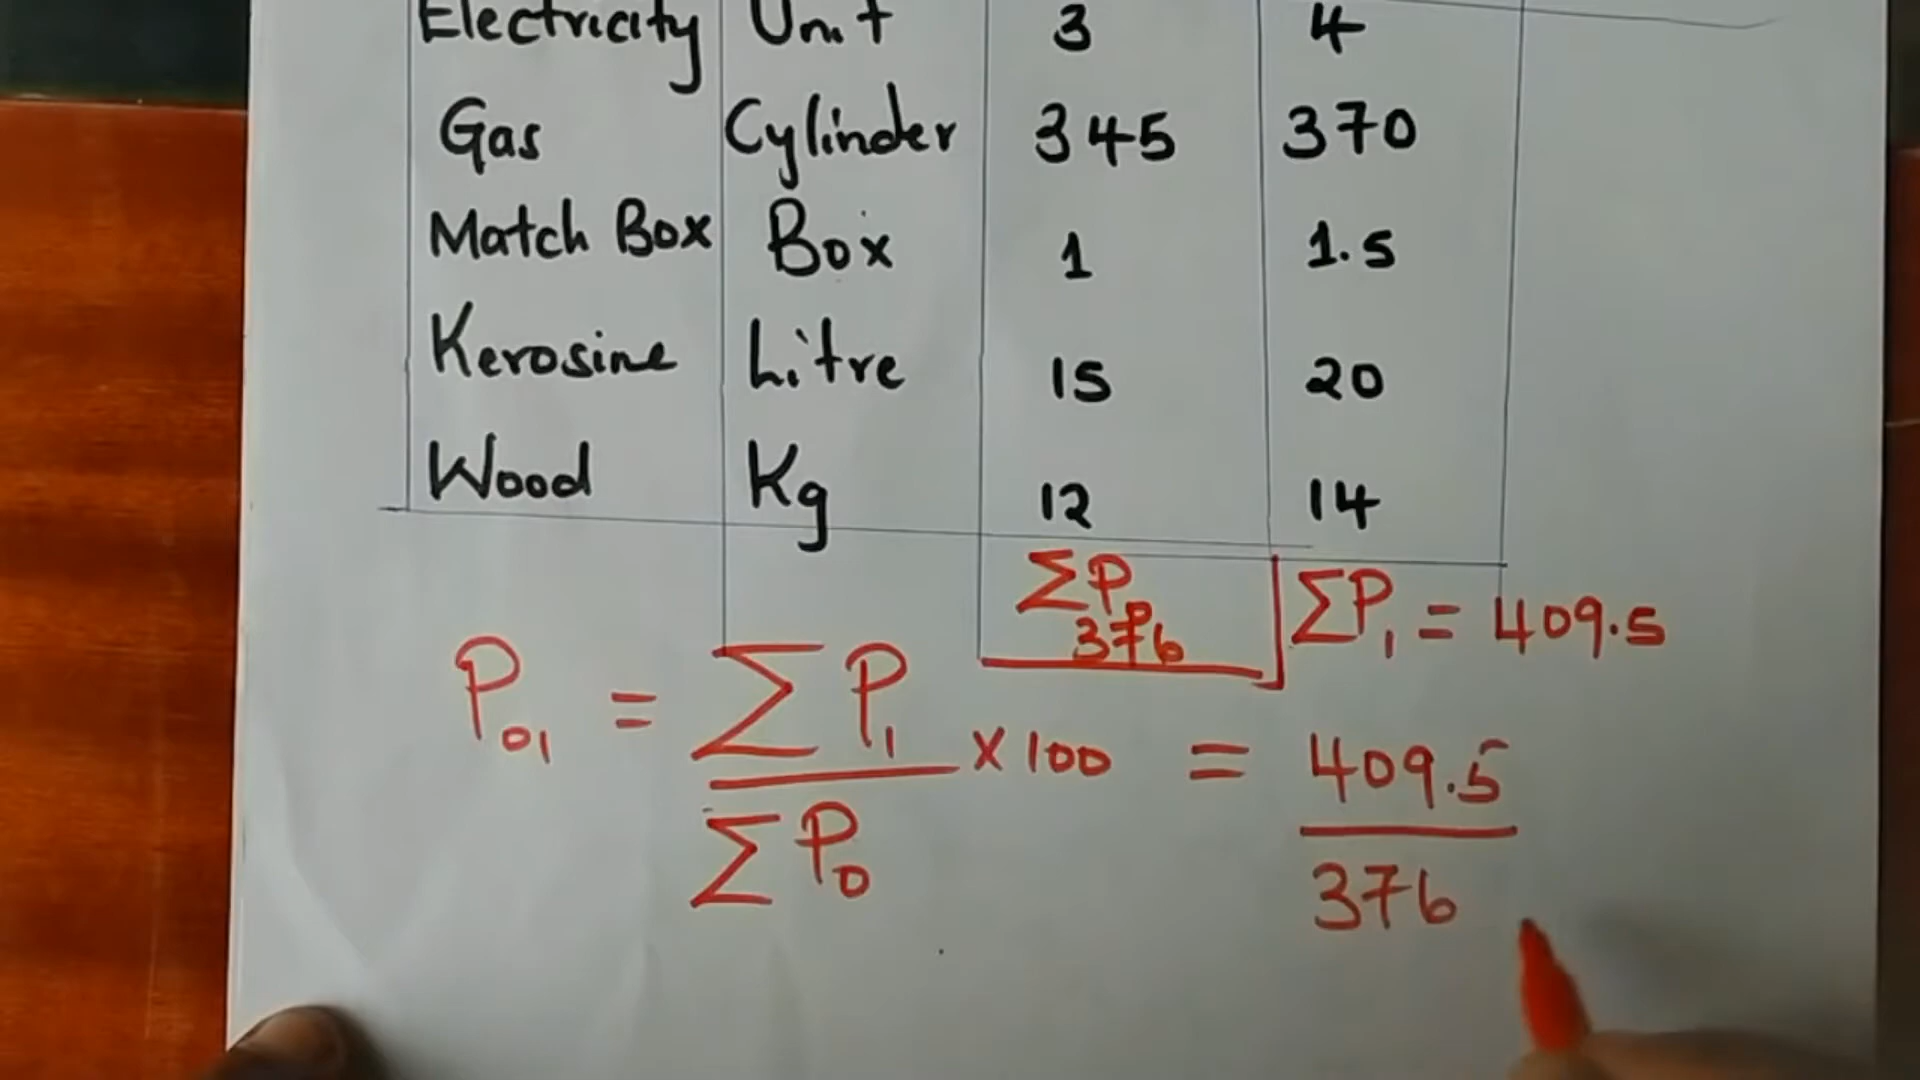 Electricity Unit 3 4
Gas Cylinder 345 370
Match Box Box 1 1.5
Kerosine Litre 15 20
Wood Kg 12 14
ΣP₀ 376 ΣP₁ = 409.5
P₀₁ = ΣP₁ / ΣP₀ × 100 = 409.5 / 376